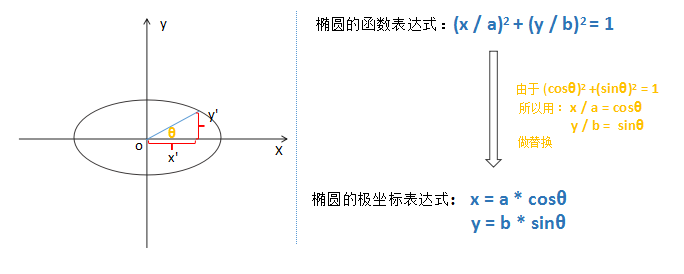 y
y'
θ
o
x'
X
椭圆的函数表达式：(x / a)² + (y / b)² = 1
由于 (cosθ)² +(sinθ)² = 1
所以用：x / a = cosθ
y / b = sinθ
做替换
椭圆的极坐标表达式： x = a * cosθ
y = b * sinθ